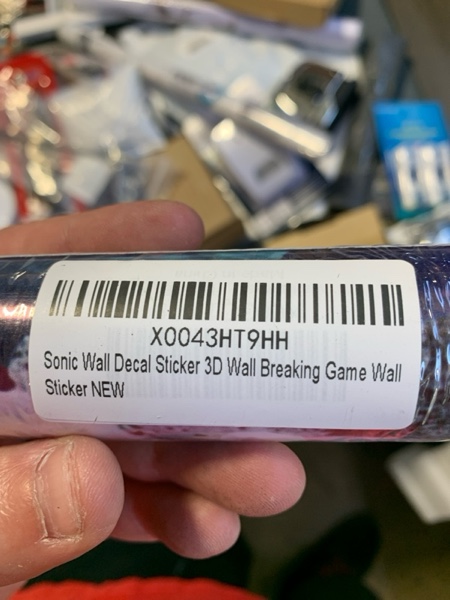 X0043HT9HH
Sonic Wall Decal Sticker 3D Wall Breaking Game Wall
Sticker NEW